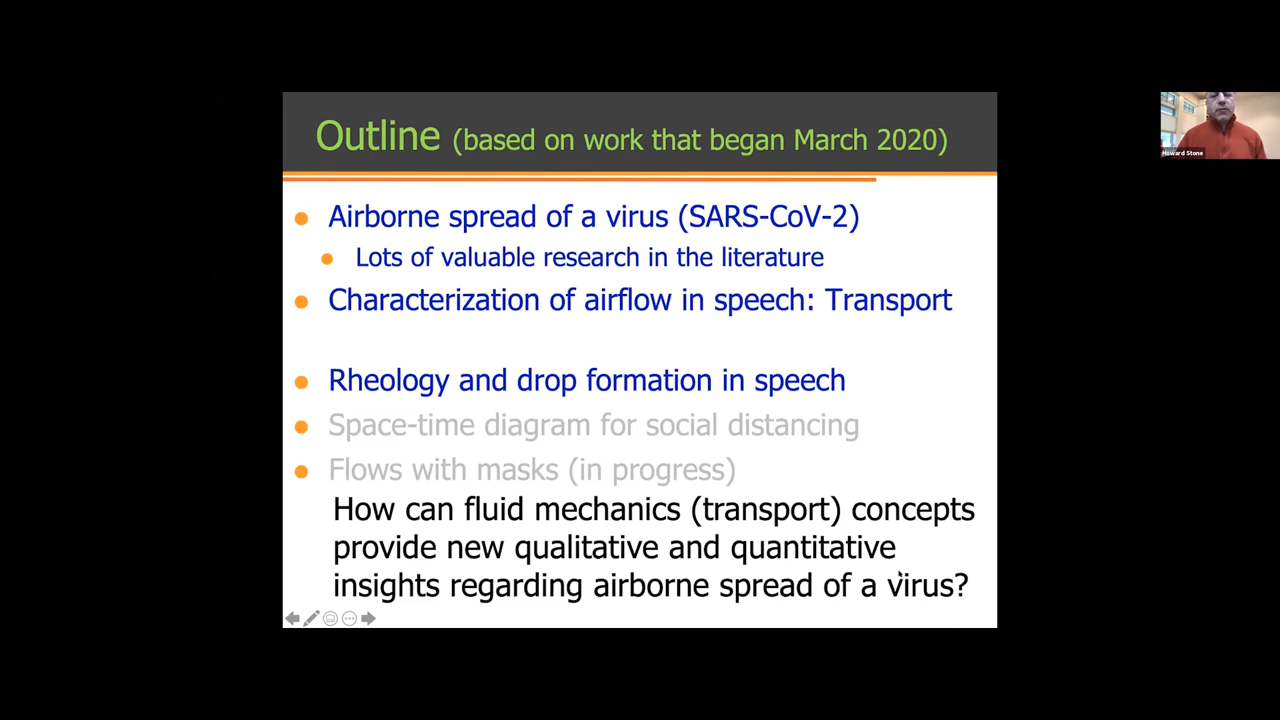 Outline (based on work that began March 2020)
Airborne spread of a virus (SARS-CoV-2)
Lots of valuable research in the literature
Characterization of airflow in speech: Transport
Rheology and drop formation in speech
Space-time diagram for social distancing
Flows with masks (in progress)
How can fluid mechanics (transport) concepts
provide new qualitative and quantitative
insights regarding airborne spread of a virus?
Howard Stone